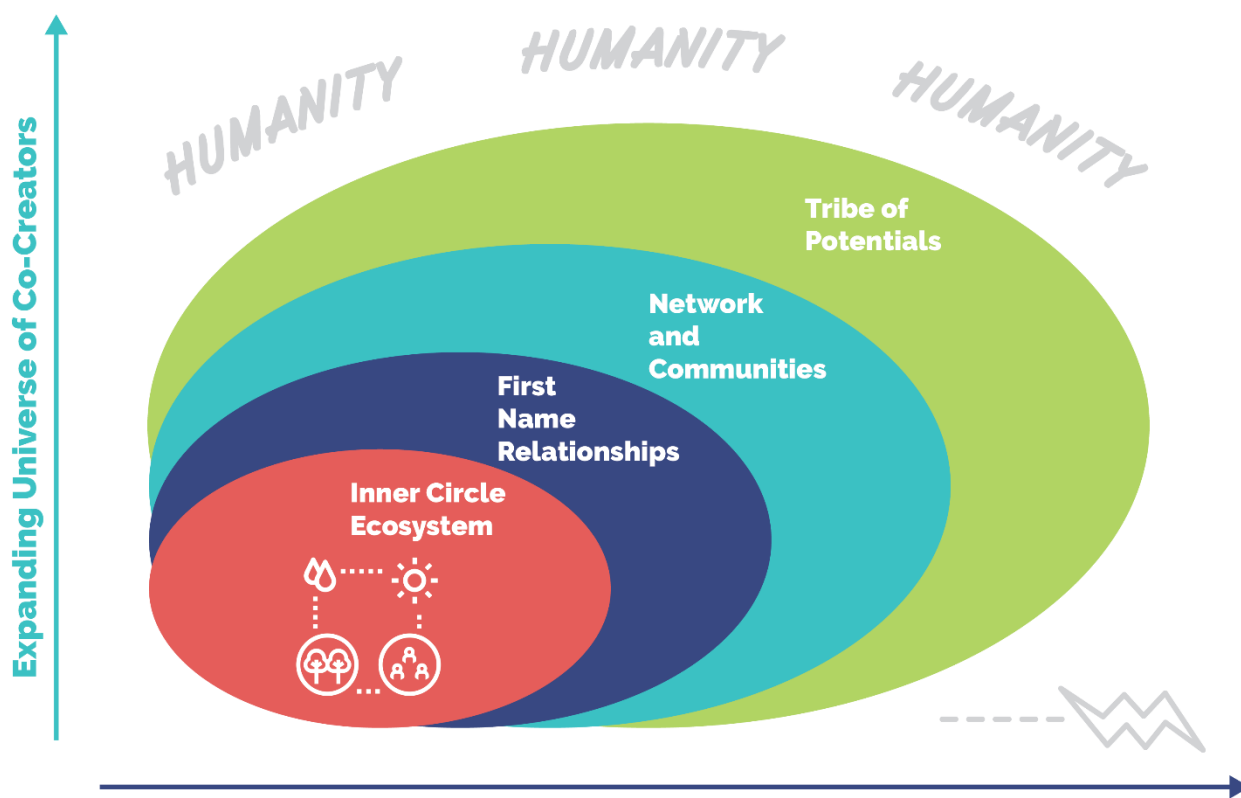 HUMANITY
HUMANITY
HUMANITY
Expanding Universe of Co-Creators
Tribe of
Potentials
Network
and
Communities
First
Name
Relationships
Inner Circle
Ecosystem